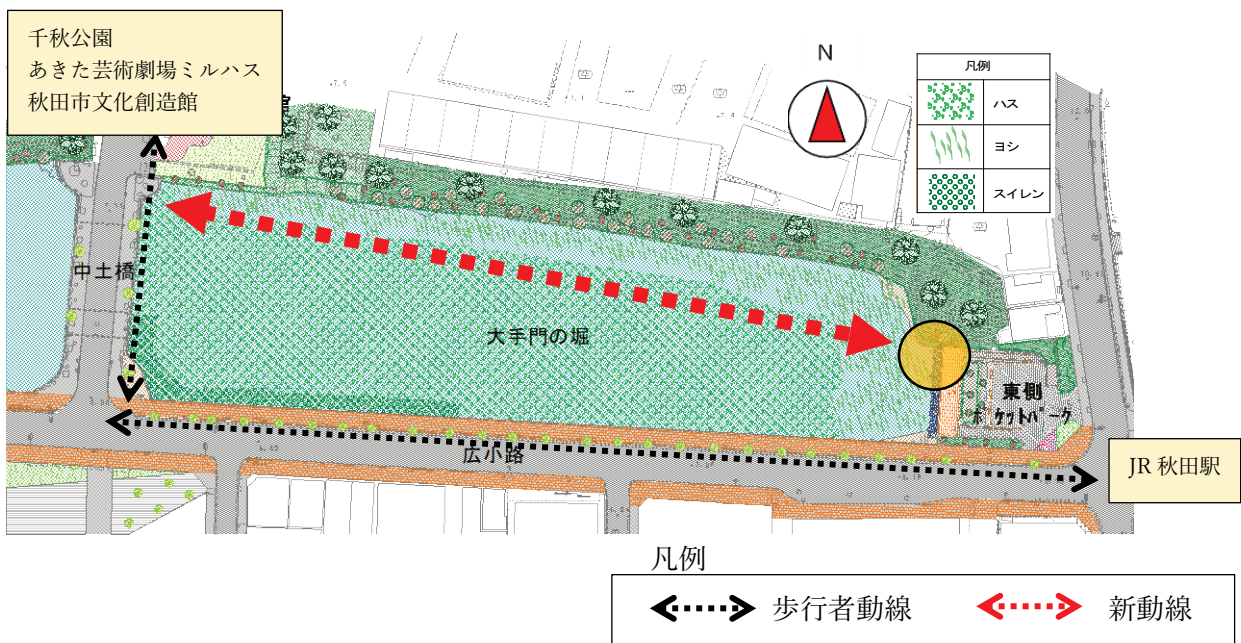 千秋公園
あきた芸術劇場ミルハス
秋田市文化創造館
N
凡例
ハス
ヨシ
スイレン
中土橋
大手門の堀
東側
ポケットパーク
広小路
JR 秋田駅
凡例
歩行者動線
新動線